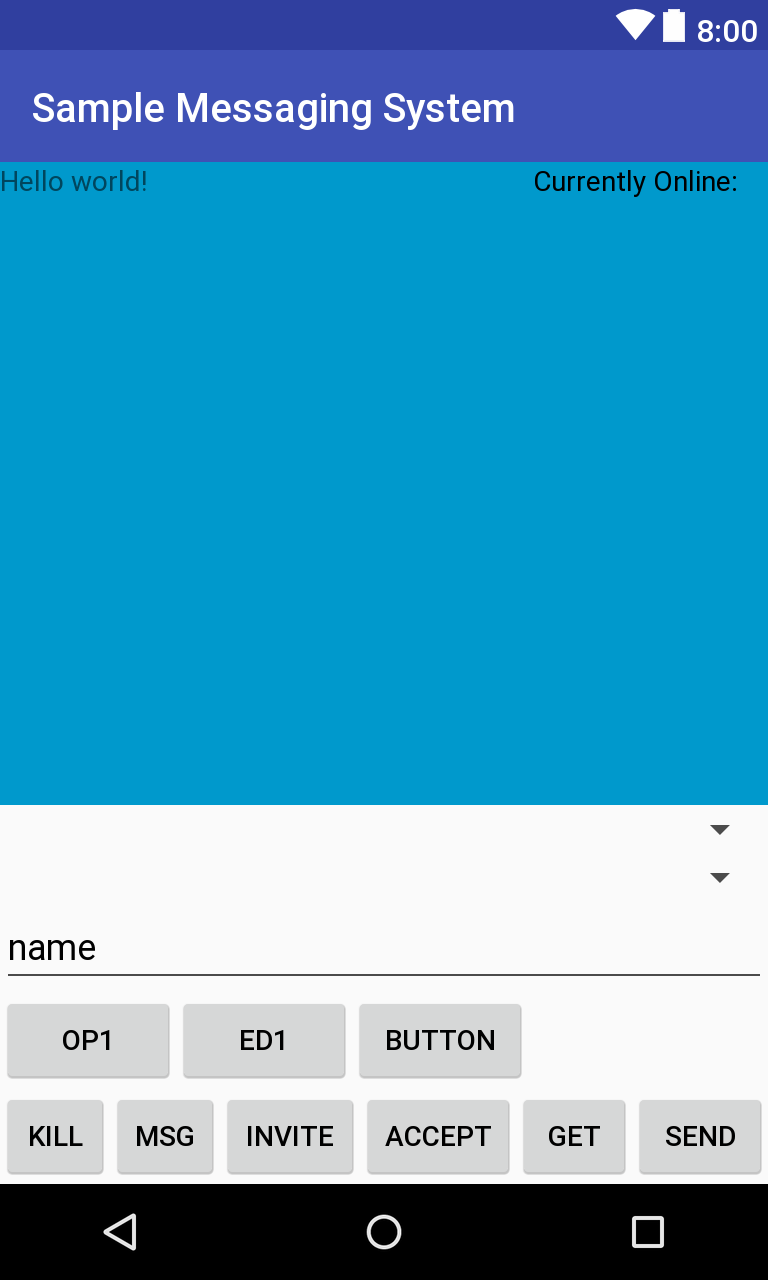 8:00
Sample Messaging System
Hello world! Currently Online:
name
OP1 ED1 BUTTON
KILL MSG INVITE ACCEPT GET SEND